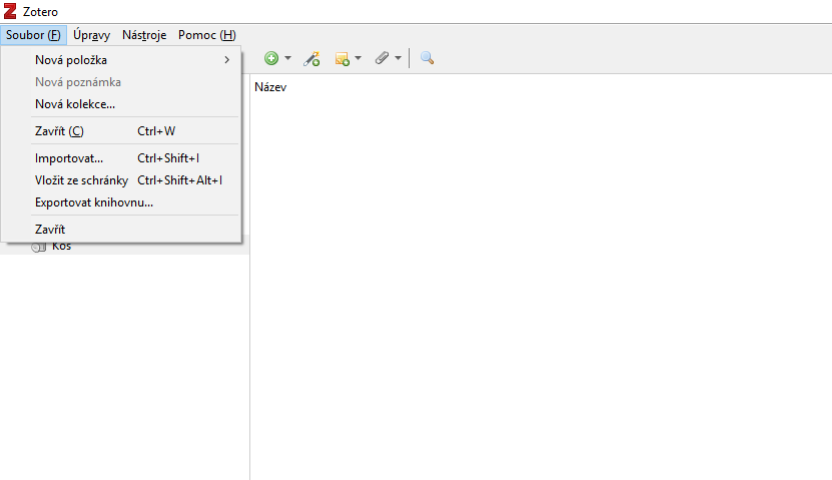 Zotero
Soubor (F) Úpravy Nástroje Pomoc (H)
Nová položka
Nová poznámka
Nová kolekce...
Zavřít (C) Ctrl+W
Importovat... Ctrl+Shift+I
Vložit ze schránky Ctrl+Shift+Alt+I
Exportovat knihovnu...
Zavřít
Koš
Název